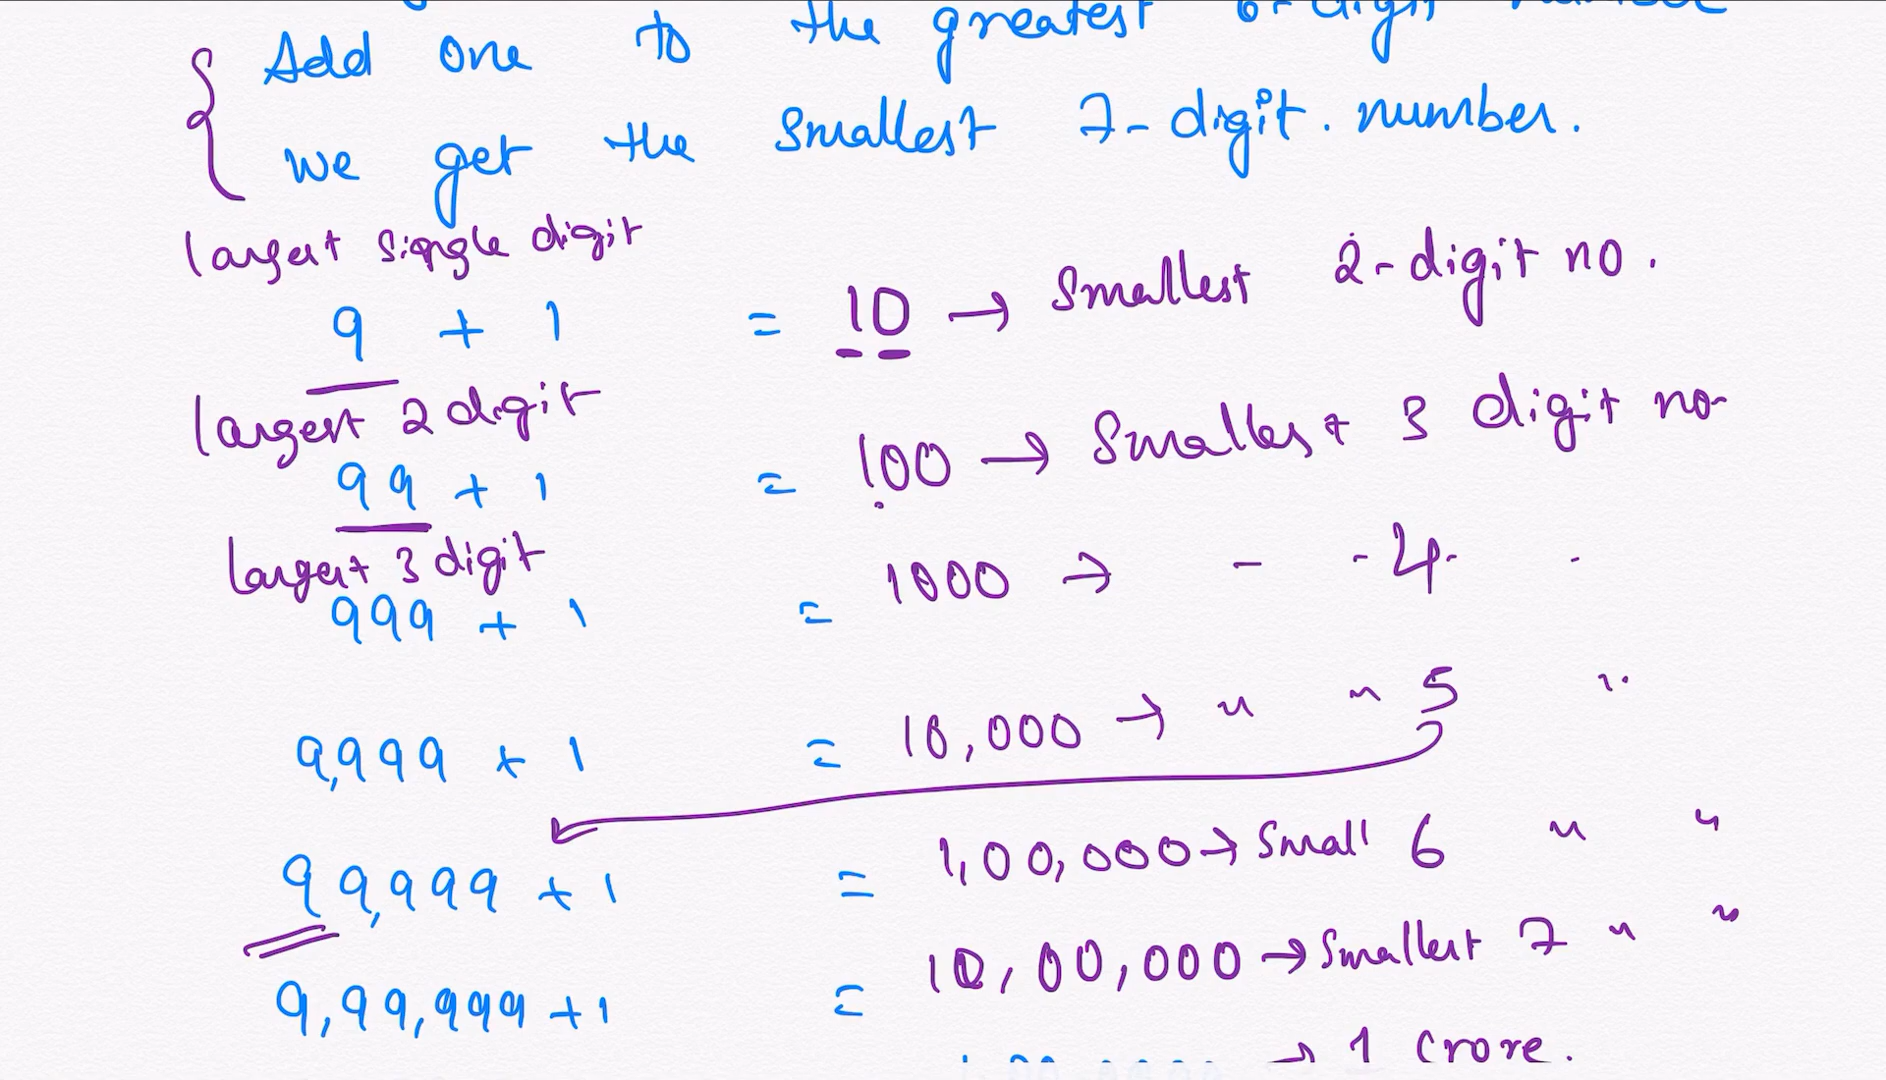 Add one to the greatest 6-digit number
we get the smallest 7-digit. number.
largest single digit
9 + 1 = 10 → smallest 2-digit no.
largest 2 digit
99 + 1 = 100 → Smallest 3 digit no-
largest 3 digit
999 + 1 = 1000 → - - 4 - -
9,999 + 1 = 10,000 → " " 5 "
99,999 + 1 = 1,00,000 → Small 6 " "
9,99,999 + 1 = 10,00,000 → Smallest 7 " "
→ 1 Crore.